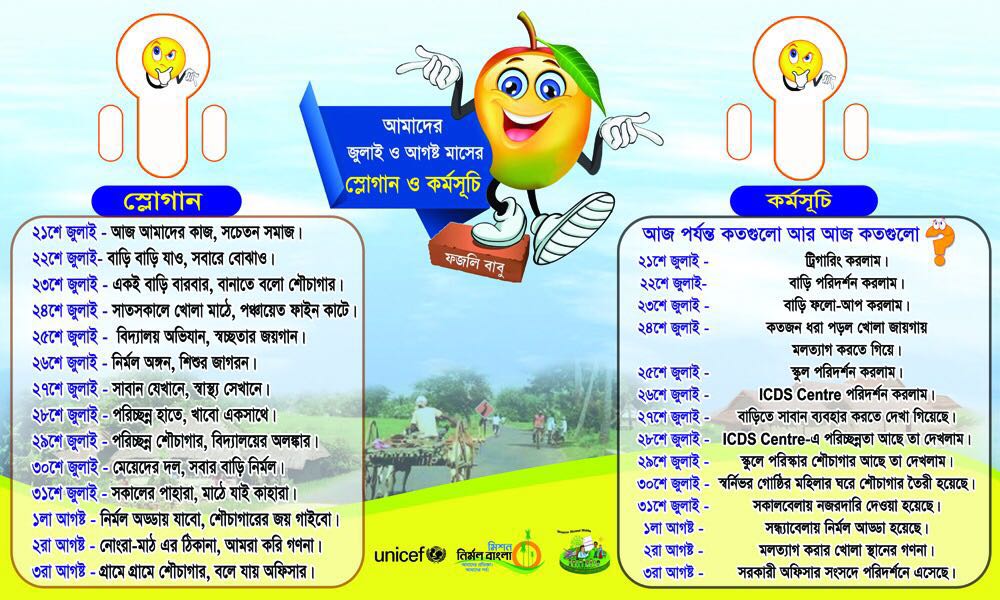 আমাদের
জুলাই ও আগষ্ট মাসের
স্লোগান ও কর্মসূচি
ফজলি বাবু
স্লোগান
২১শে জুলাই - আজ আমাদের কাজ, সচেতন সমাজ।
২২শে জুলাই- বাড়ি বাড়ি যাও, সবারে বোঝাও।
২৩শে জুলাই - একই বাড়ি বারবার, বানাতে বলো শৌচাগার।
২৪শে জুলাই - সাতসকালে খোলা মাঠে, পঞ্চায়েত ফাইন কাটে।
২৫শে জুলাই - বিদ্যালয় অভিযান, স্বচ্ছতার জয়গান।
২৬শে জুলাই - নির্মল অঙ্গন, শিশুর জাগরন।
২৭শে জুলাই - সাবান যেখানে, স্বাস্থ্য সেখানে।
২৮শে জুলাই - পরিচ্ছন্ন হাতে, খাবো একসাথে।
২৯শে জুলাই - পরিচ্ছন্ন শৌচাগার, বিদ্যালয়ের অলঙ্কার।
৩০শে জুলাই - মেয়েদের দল, সবার বাড়ি নির্মল।
৩১শে জুলাই - সকালের পাহারা, মাঠে যাই কাহারা।
১লা আগষ্ট - নির্মল অড্ডায় যাবো, শৌচাগারের জয় গাইবো।
২রা আগষ্ট - নোংরা-মাঠ এর ঠিকানা, আমরা করি গণনা।
৩রা আগষ্ট - গ্রামে গ্রামে শৌচাগার, বলে যায় অফিসার।
কর্মসূচি
আজ পর্যন্ত কতগুলো আর আজ কতগুলো ?
২১শে জুলাই - ট্রিগারিং করলাম।
২২শে জুলাই- বাড়ি পরিদর্শন করলাম।
২৩শে জুলাই - বাড়ি ফলো-আপ করলাম।
২৪শে জুলাই - কতজন ধরা পড়ল খোলা জায়গায়
মলত্যাগ করতে গিয়ে।
২৫শে জুলাই - স্কুল পরিদর্শন করলাম।
২৬শে জুলাই - ICDS Centre পরিদর্শন করলাম।
২৭শে জুলাই - বাড়িতে সাবান ব্যবহার করতে দেখা গিয়েছে।
২৮শে জুলাই - ICDS Centre-এ পরিচ্ছন্নতা আছে তা দেখলাম।
২৯শে জুলাই - স্কুলে পরিস্কার শৌচাগার আছে তা দেখলাম।
৩০শে জুলাই - স্বর্নিভর গোষ্ঠির মহিলার ঘরে শৌচাগার তৈরী হয়েছে।
৩১শে জুলাই - সকালবেলায় নজরদারি দেওয়া হয়েছে।
১লা আগষ্ট - সন্ধ্যাবেলায় নির্মল আড্ডা হয়েছে।
২রা আগষ্ট - মলত্যাগ করার খোলা স্থানের গণনা।
৩রা আগষ্ট - সরকারী অফিসার সংসদে পরিদর্শনে এসেছে।
unicef
মিশন
নির্মল বাংলা